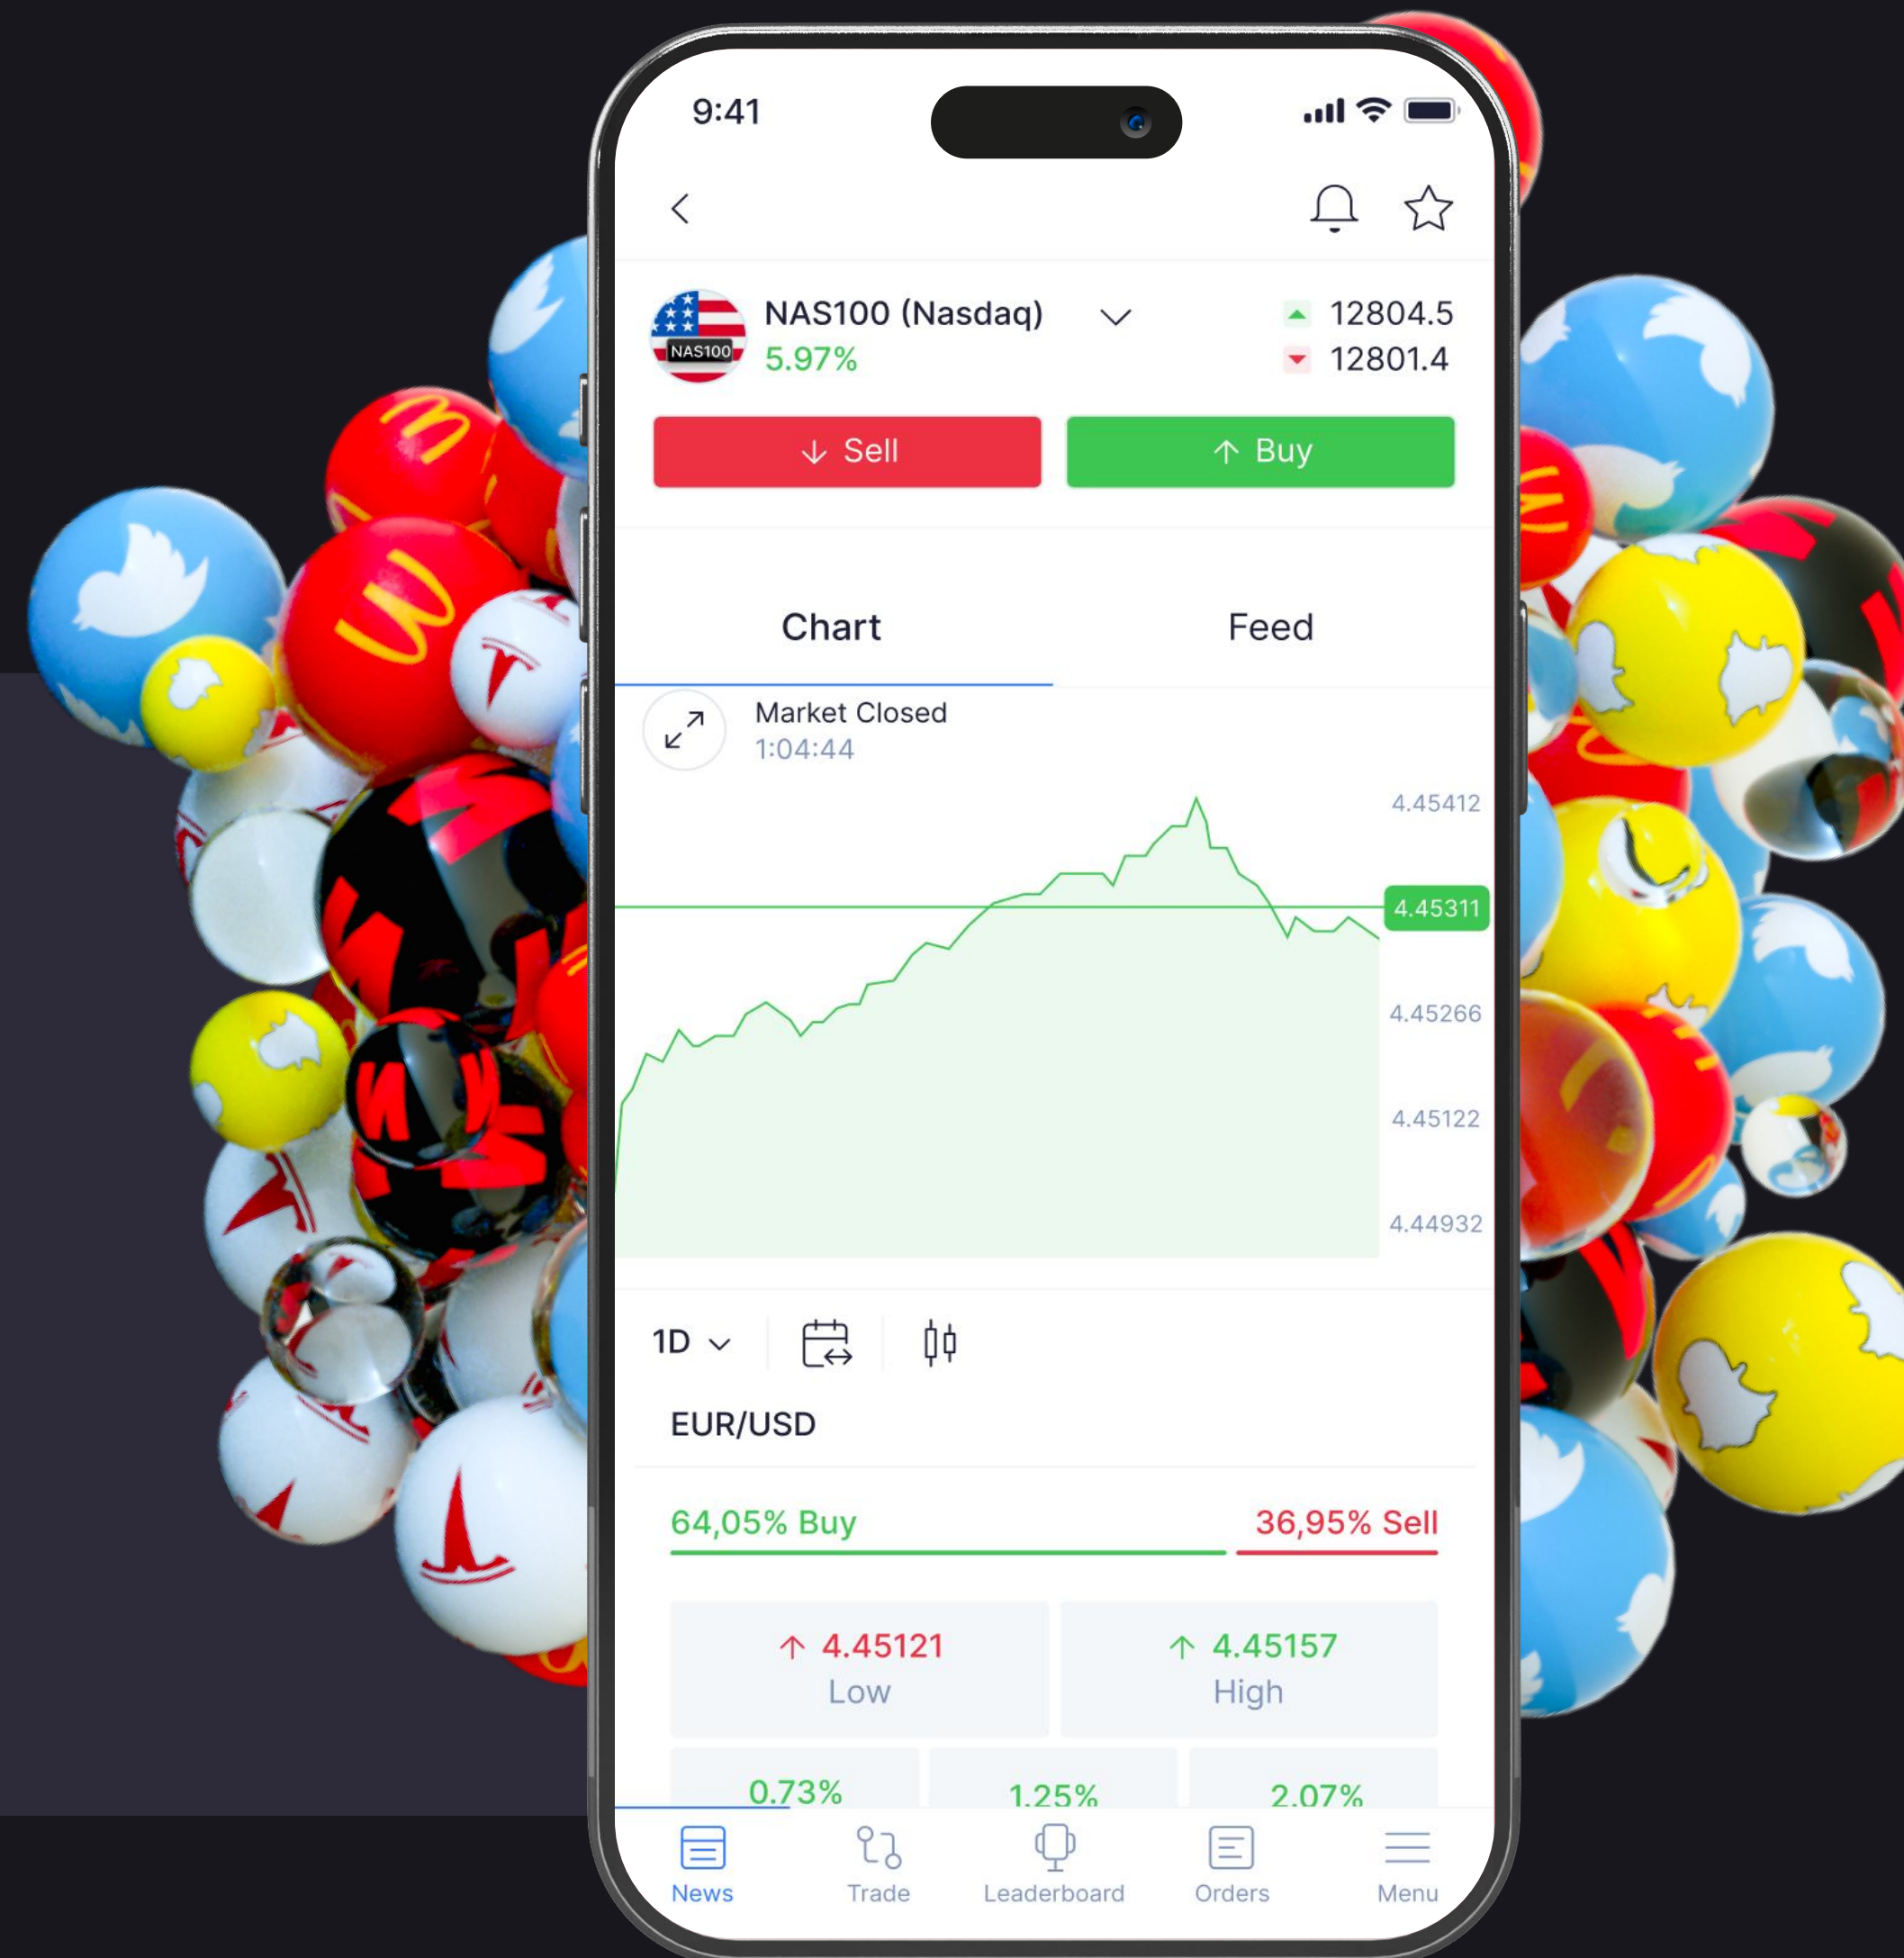 9:41
NAS100 (Nasdaq)
12804.5
NAS100
5.97%
12801.4
Sell
Buy
Chart
Feed
Market Closed
1:04:44
4.45412
4.45311
4.45266
4.45122
4.44932
1D
EUR/USD
64,05% Buy
36,95% Sell
4.45121
4.45157
Low
High
0.73%
1.25%
2.07%
News
Trade
Leaderboard
Orders
Menu